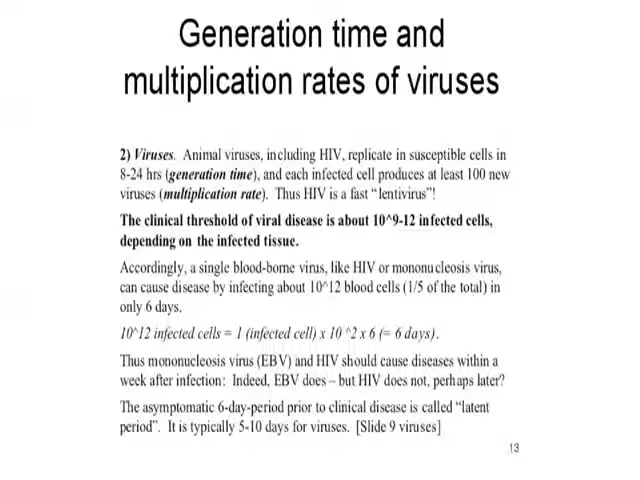 Generation time and
multiplication rates of viruses
2) Viruses. Animal viruses, including HIV, replicate in susceptible cells in
8-24 hrs (generation time), and each infected cell produces at least 100 new
viruses (multiplication rate). Thus HIV is a fast “lentivirus”!
The clinical threshold of viral disease is about 10^9-12 infected cells,
depending on the infected tissue.
Accordingly, a single blood-borne virus, like HIV or mononucleosis virus,
can cause disease by infecting about 10^12 blood cells (1/5 of the total) in
only 6 days.
10^12 infected cells = 1 (infected cell) x 10 ^2 x 6 (= 6 days).
Thus mononucleosis virus (EBV) and HIV should cause diseases within a
week after infection: Indeed, EBV does – but HIV does not, perhaps later?
The asymptomatic 6-day-period prior to clinical disease is called “latent
period”. It is typically 5-10 days for viruses. [Slide 9 viruses]
13